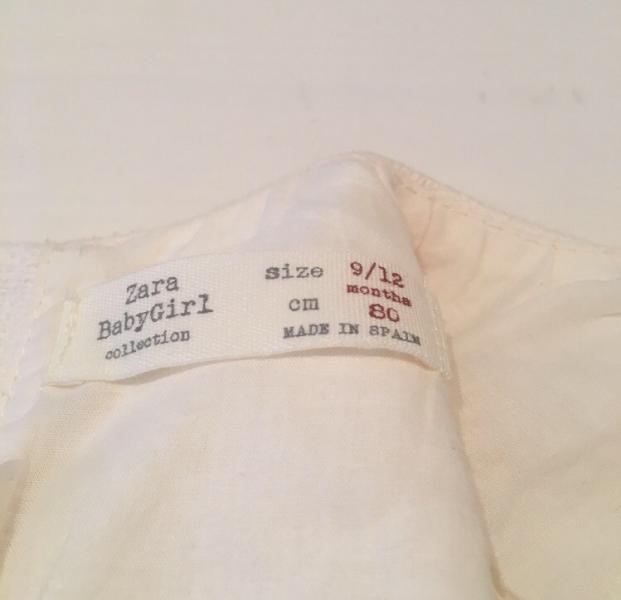 Zara
BabyGirl
collection
size 9/12
months
cm 80
MADE IN SPAIN